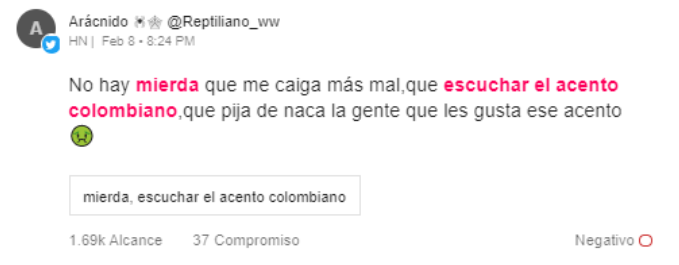 A
Arácnido 🕷🕸 @Reptiliano_ww
HN | Feb 8 • 8:24 PM
No hay mierda que me caiga más mal,que escuchar el acento
colombiano,que pija de naca la gente que les gusta ese acento
🤢
mierda, escuchar el acento colombiano
1.69k Alcance 37 Compromiso Negativo